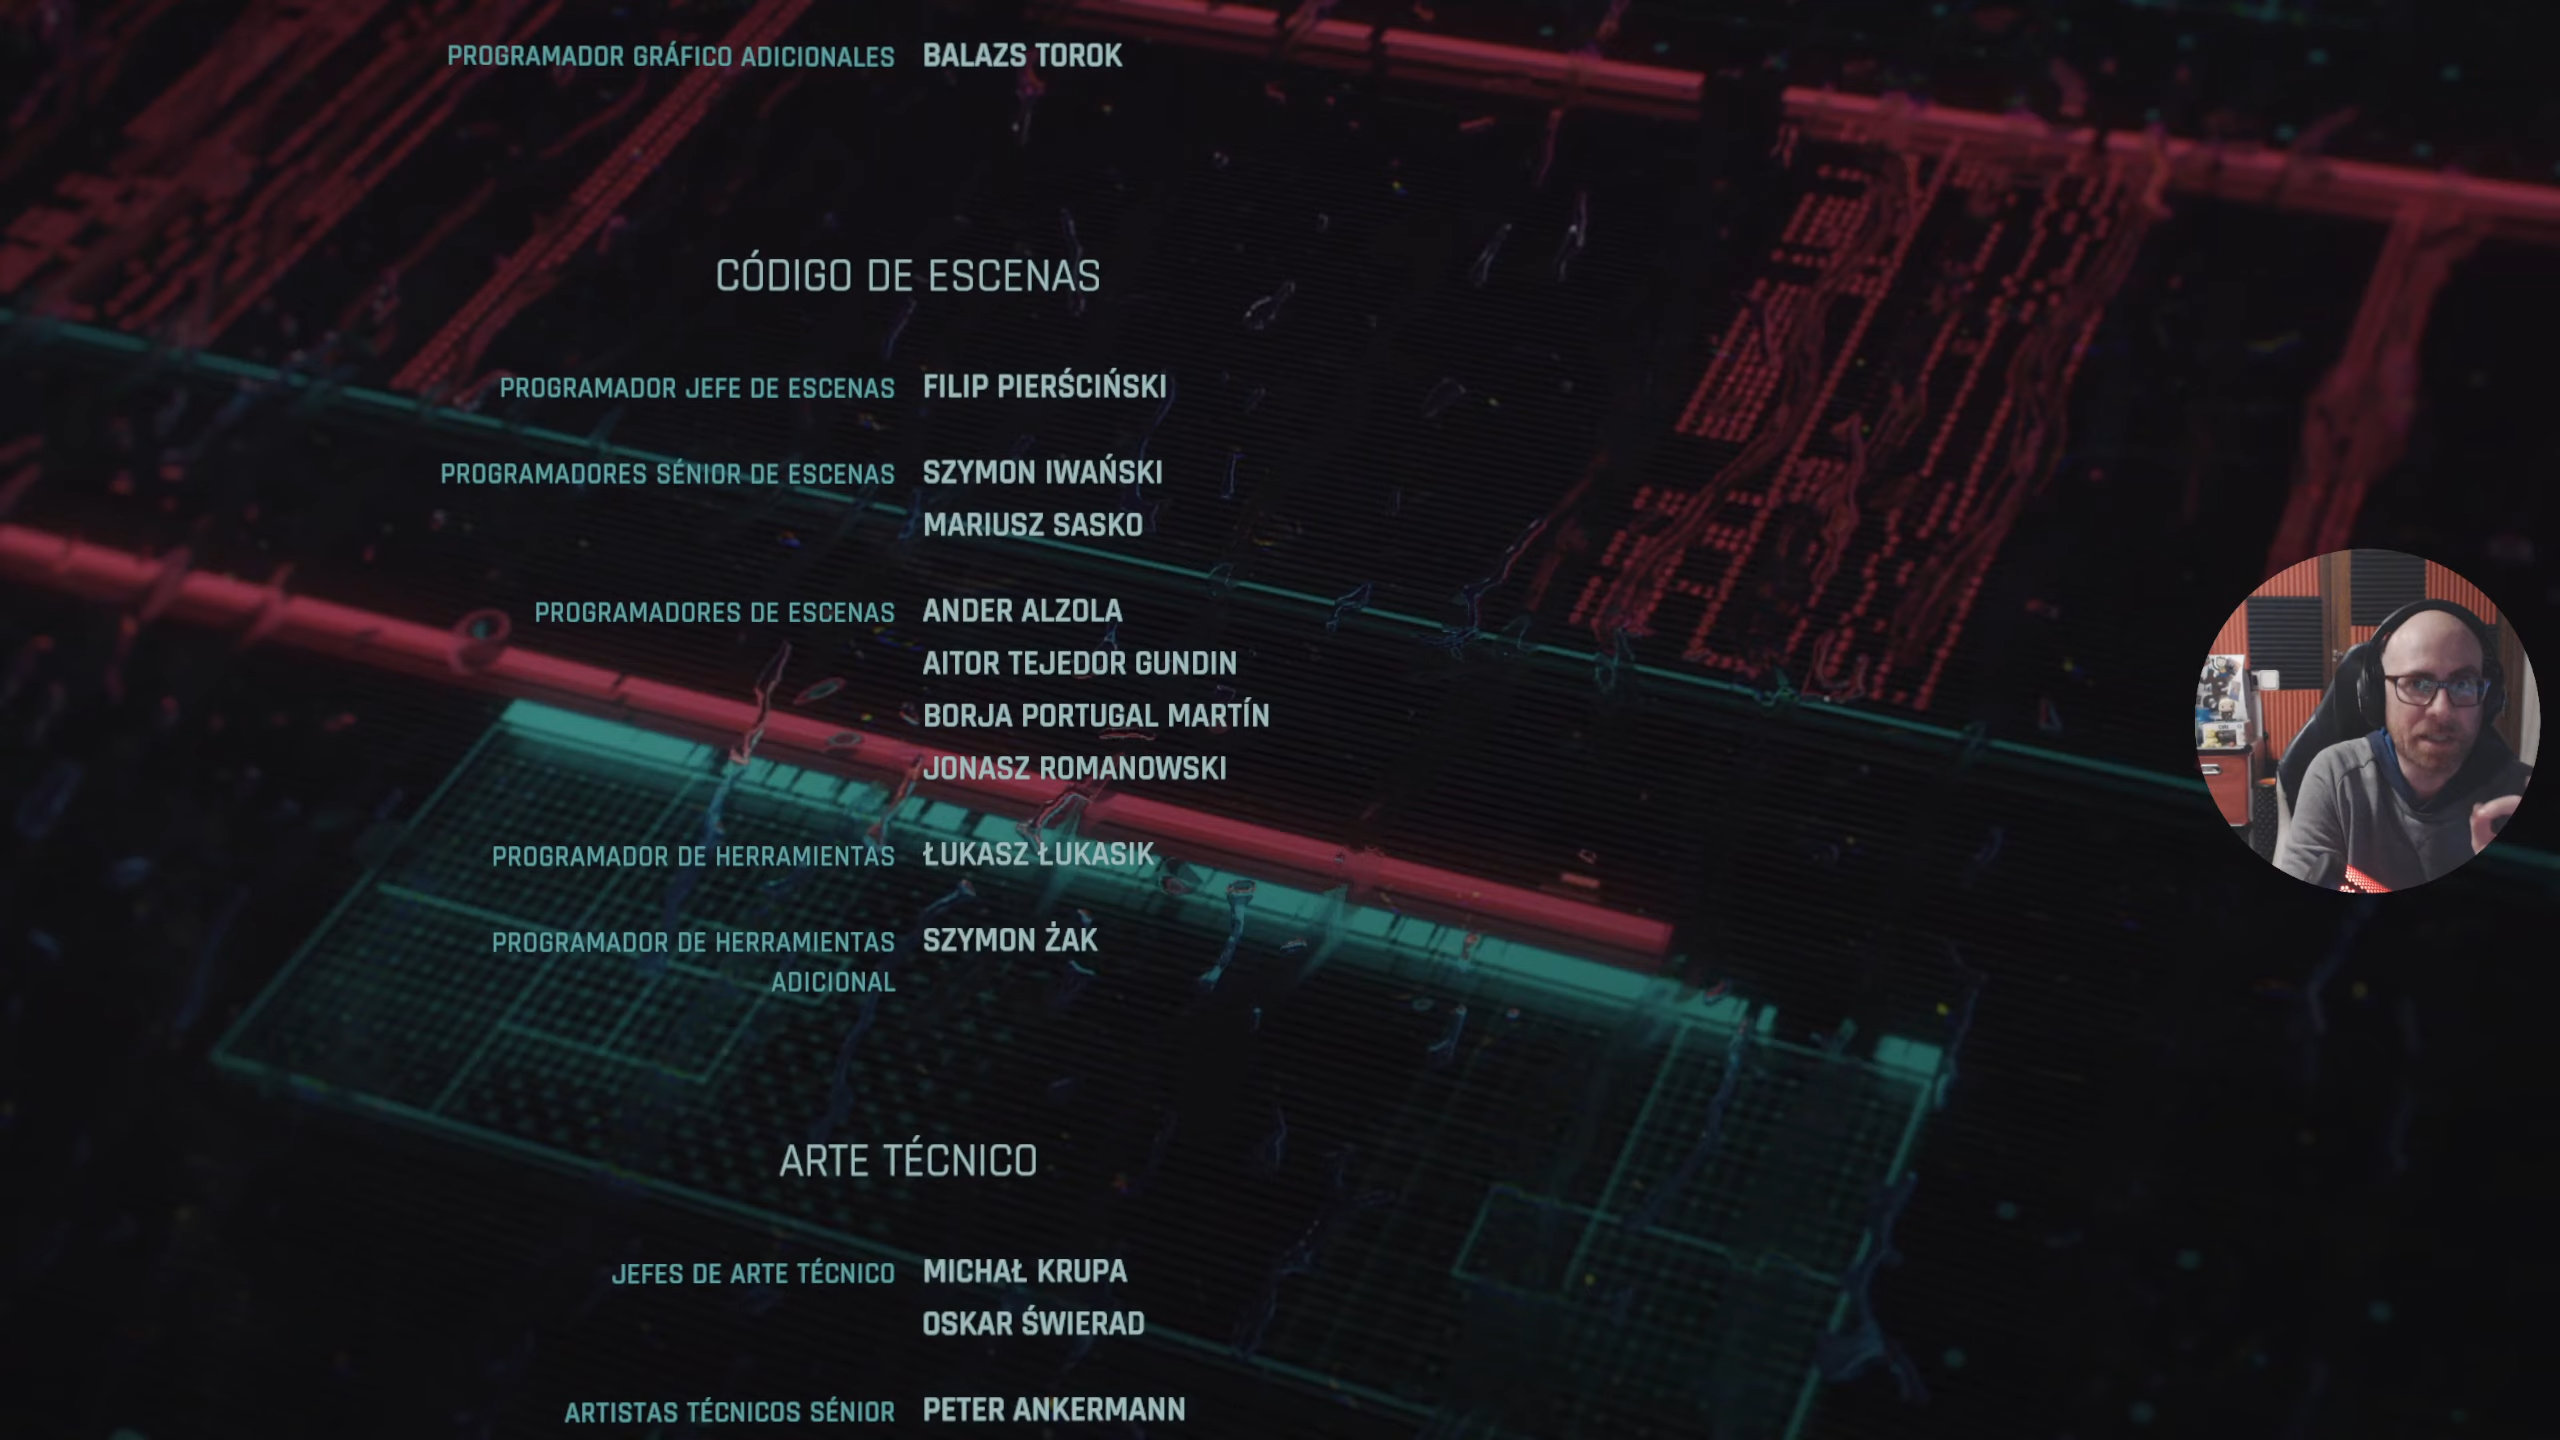 PROGRAMADOR GRÁFICO ADICIONALES BALAZS TOROK
CÓDIGO DE ESCENAS
PROGRAMADOR JEFE DE ESCENAS FILIP PIERŚCIŃSKI
PROGRAMADORES SÉNIOR DE ESCENAS SZYMON IWAŃSKI
MARIUSZ SASKO
PROGRAMADORES DE ESCENAS ANDER ALZOLA
AITOR TEJEDOR GUNDIN
BORJA PORTUGAL MARTÍN
JONASZ ROMANOWSKI
PROGRAMADOR DE HERRAMIENTAS ŁUKASZ ŁUKASIK
PROGRAMADOR DE HERRAMIENTAS SZYMON ŻAK
ADICIONAL
ARTE TÉCNICO
JEFES DE ARTE TÉCNICO MICHAŁ KRUPA
OSKAR ŚWIERAD
ARTISTAS TÉCNICOS SÉNIOR PETER ANKERMANN